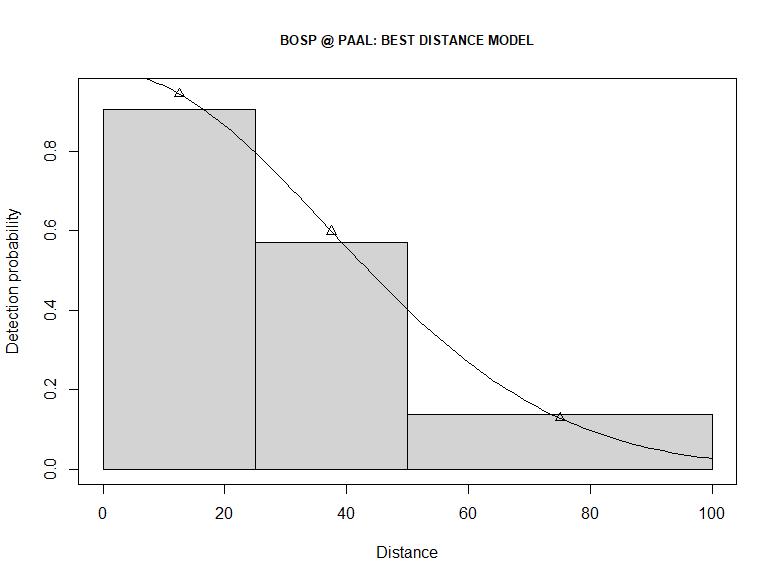 BOSP @ PAAL: BEST DISTANCE MODEL
Detection probability
0.8
0.6
0.4
0.2
0.0
0 20 40 60 80 100
Distance